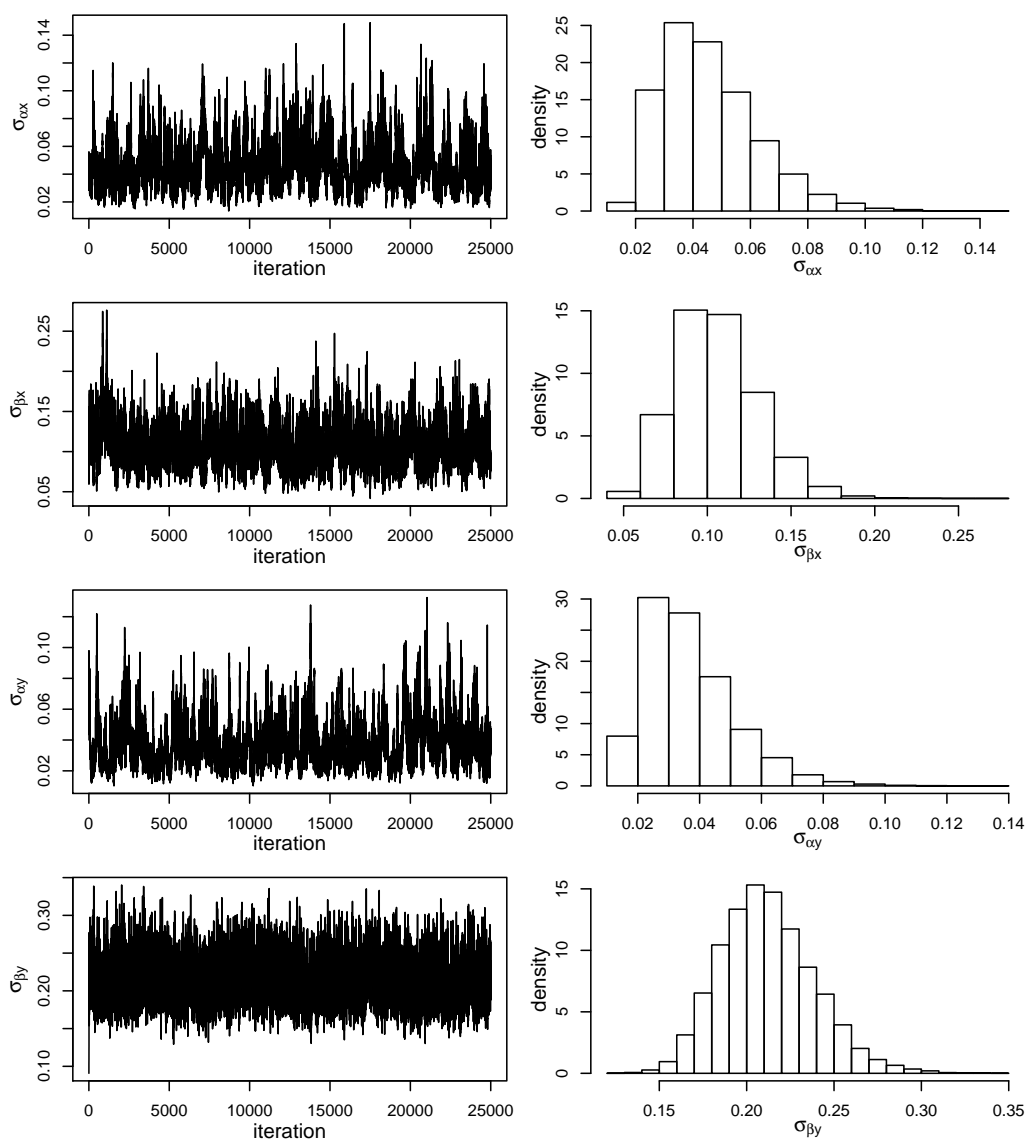 0.02 0.06 0.10 0.14
σαx
0 5000 10000 15000 20000 25000
iteration
0 5 10 15 20 25
density
0.02 0.04 0.06 0.08 0.10 0.12 0.14
σαx
0.05 0.15 0.25
σβx
0 5000 10000 15000 20000 25000
iteration
0 5 10 15
density
0.05 0.10 0.15 0.20 0.25
σβx
0.02 0.06 0.10
σαy
0 5000 10000 15000 20000 25000
iteration
0 5 10 20 30
density
0.02 0.04 0.06 0.08 0.10 0.12 0.14
σαy
0.10 0.20 0.30
σβy
0 5000 10000 15000 20000 25000
iteration
0 5 10 15
density
0.15 0.20 0.25 0.30 0.35
σβy